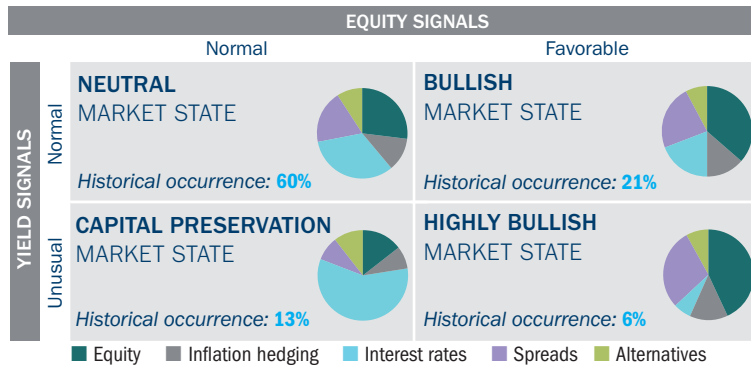 EQUITY SIGNALS
Normal
Favorable
YIELD SIGNALS
Normal
NEUTRAL
MARKET STATE
Historical occurrence: 60%
BULLISH
MARKET STATE
Historical occurrence: 21%
Unusual
CAPITAL PRESERVATION
MARKET STATE
Historical occurrence: 13%
HIGHLY BULLISH
MARKET STATE
Historical occurrence: 6%
Equity
Inflation hedging
Interest rates
Spreads
Alternatives